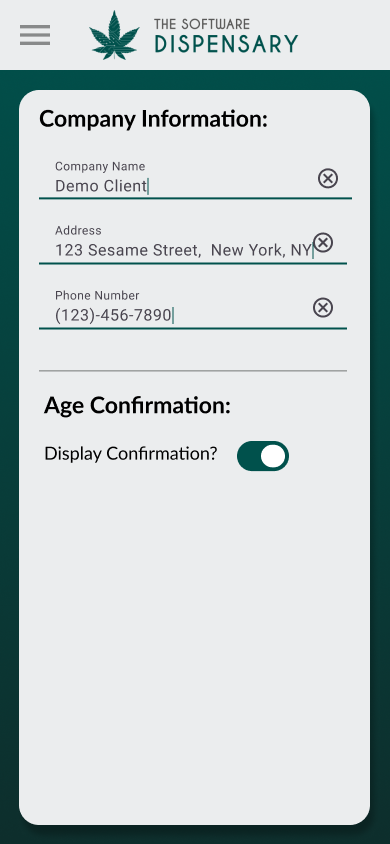 THE SOFTWARE
DISPENSARY
Company Information:
Company Name
Demo Client
Address
123 Sesame Street,  New York, NY
Phone Number
(123)-456-7890
Age Confirmation:
Display Confirmation?